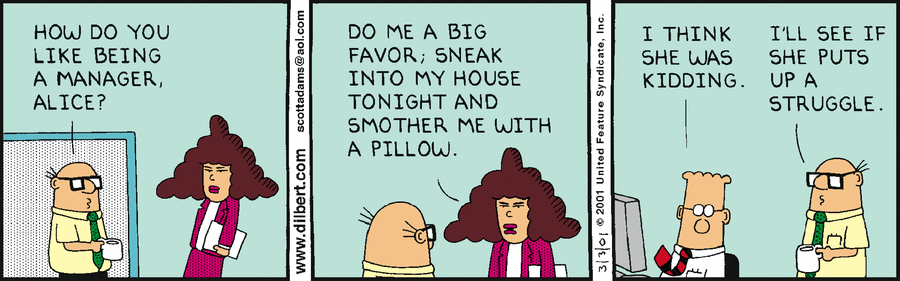 HOW DO YOU
LIKE BEING
A MANAGER,
ALICE?
www.dilbert.com scottadams@aol.com
DO ME A BIG
FAVOR; SNEAK
INTO MY HOUSE
TONIGHT AND
SMOTHER ME WITH
A PILLOW.
3|3|01 © 2001 United Feature Syndicate, Inc.
I THINK
SHE WAS
KIDDING.
I'LL SEE IF
SHE PUTS
UP A
STRUGGLE.